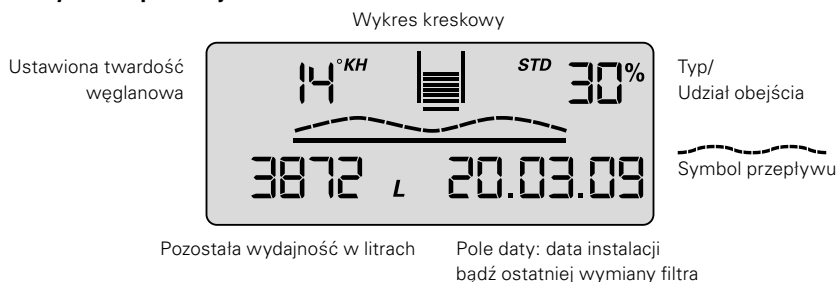 Wykres kreskowy
Ustawiona twardość
węglanowa
14 °KH
STD 30%
Typ/
Udział obejścia
3872 L 20.03.09
Symbol przepływu
Pozostała wydajność w litrach
Pole daty: data instalacji
bądź ostatniej wymiany filtra